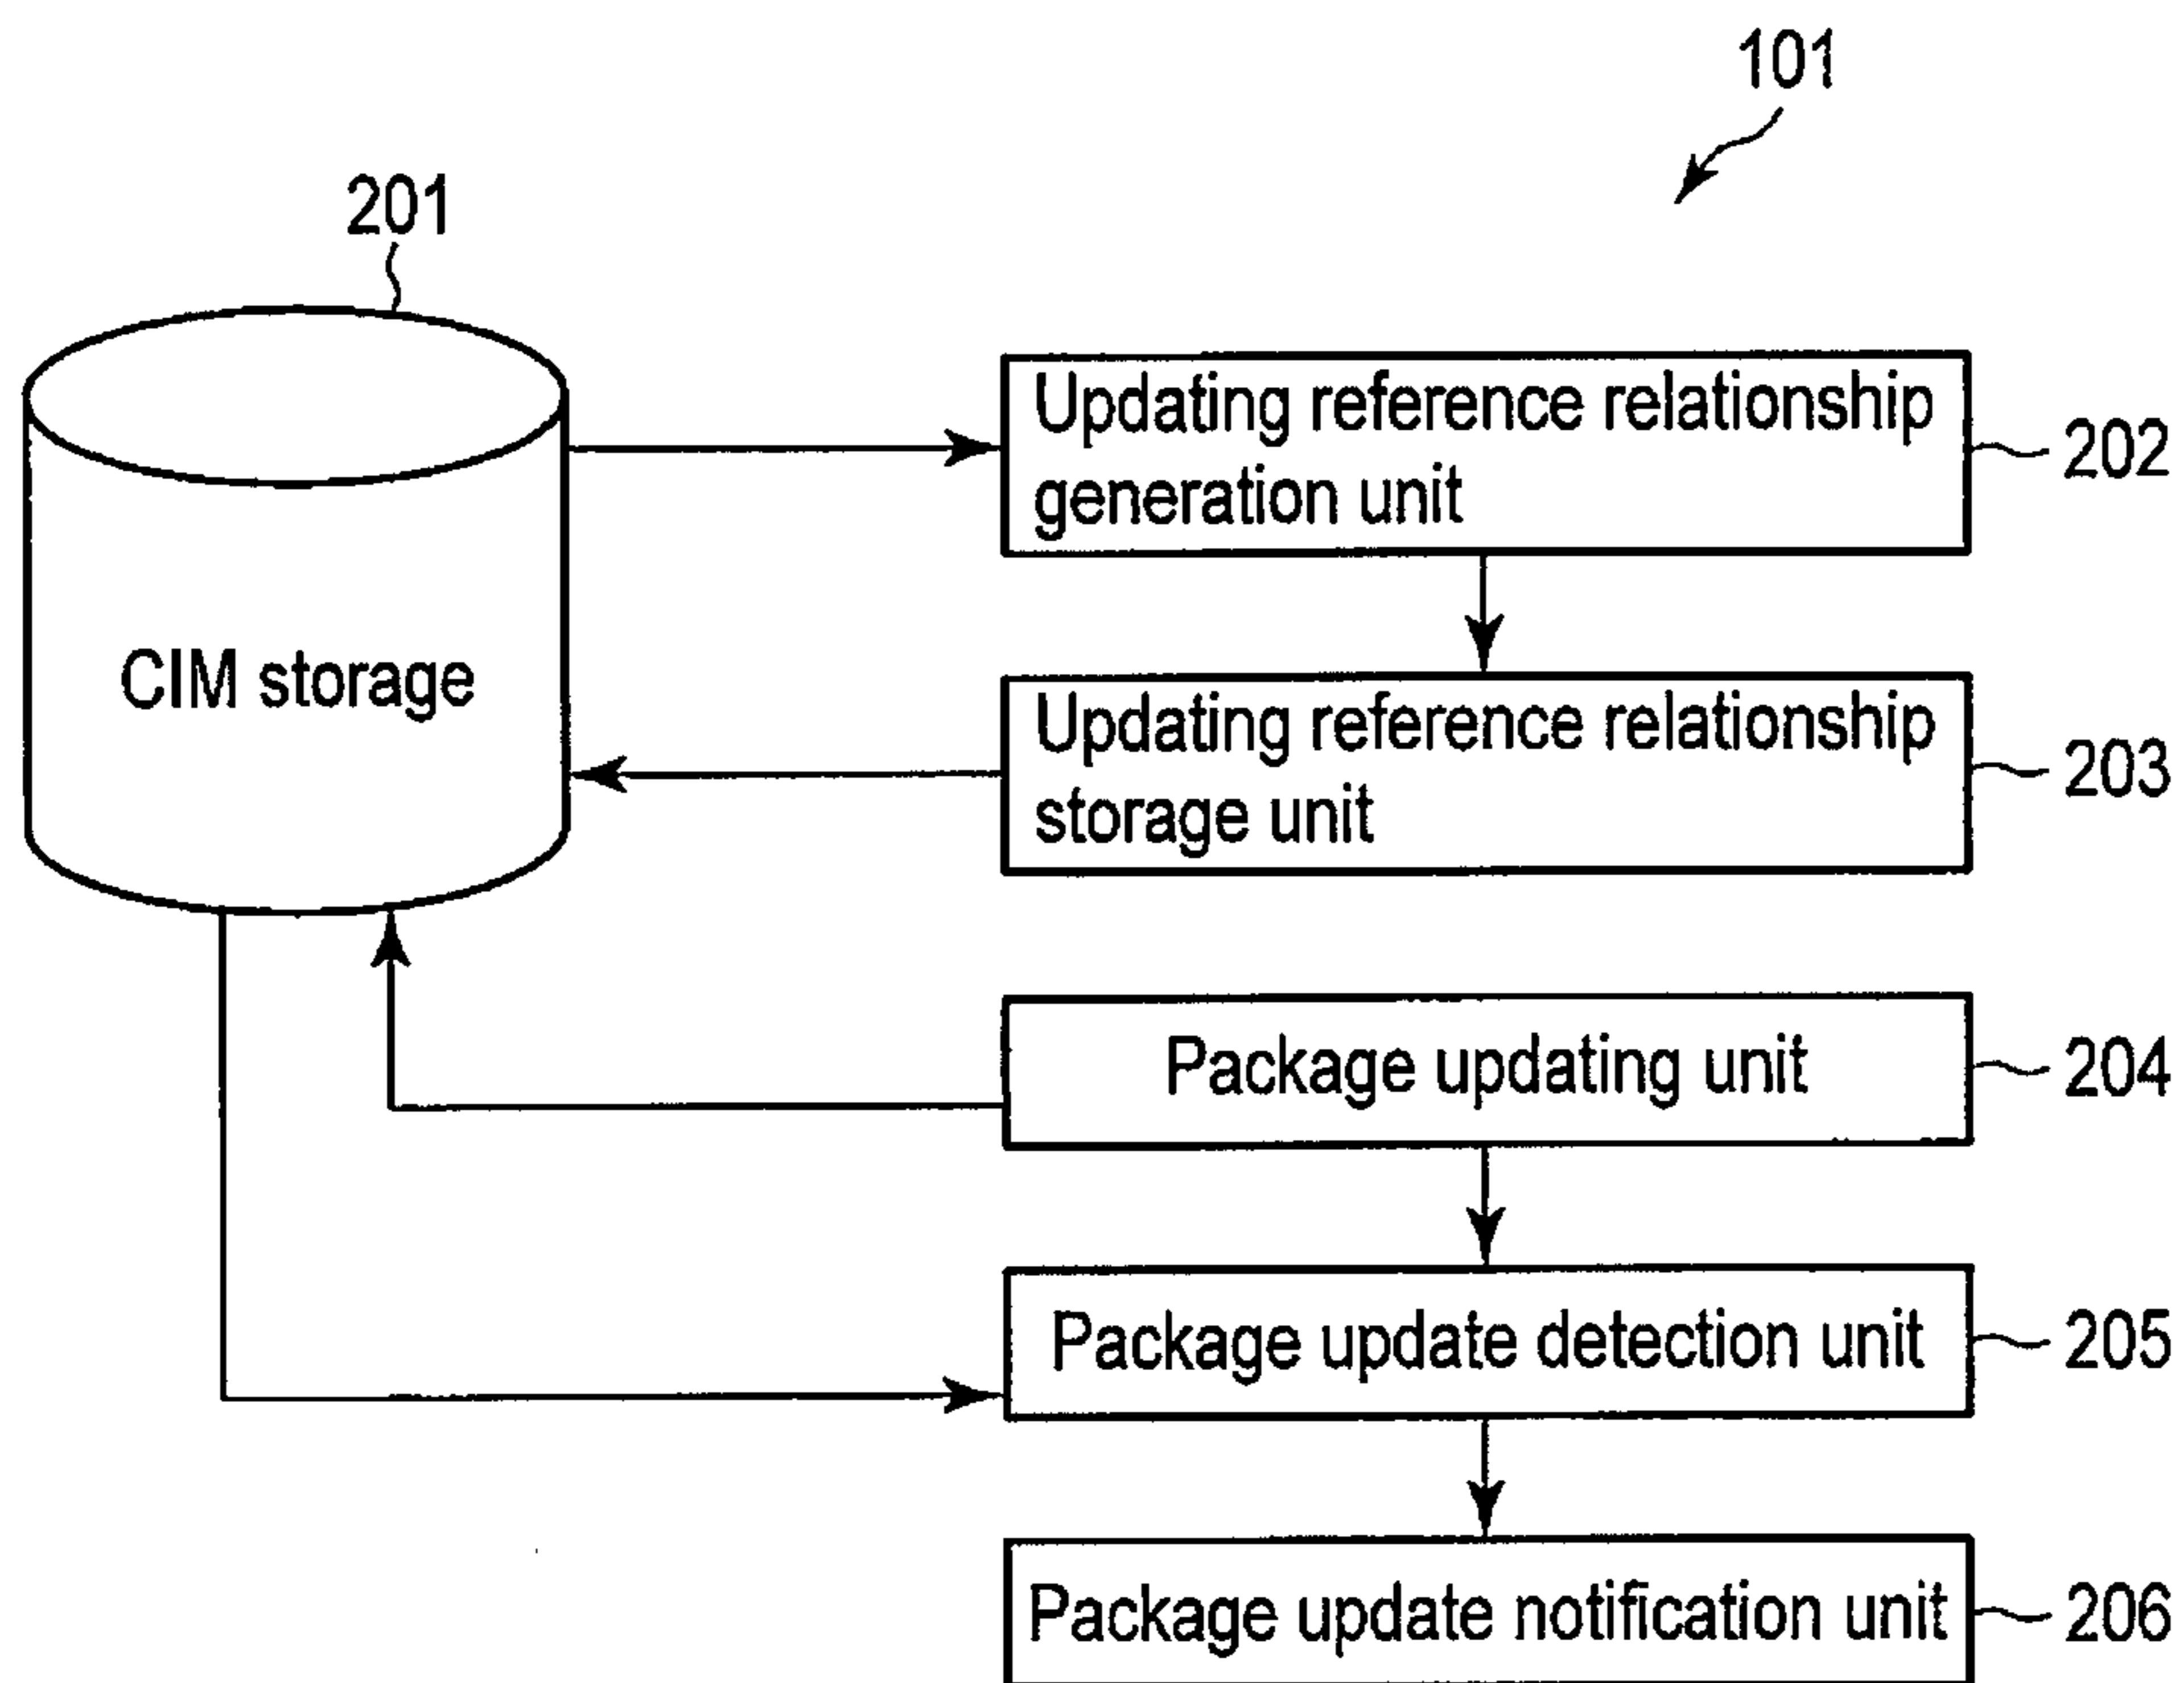 101
201
Updating reference relationship
generation unit
202
CIM storage
Updating reference relationship
storage unit
203
Package updating unit
204
Package update detection unit
205
Package update notification unit
206